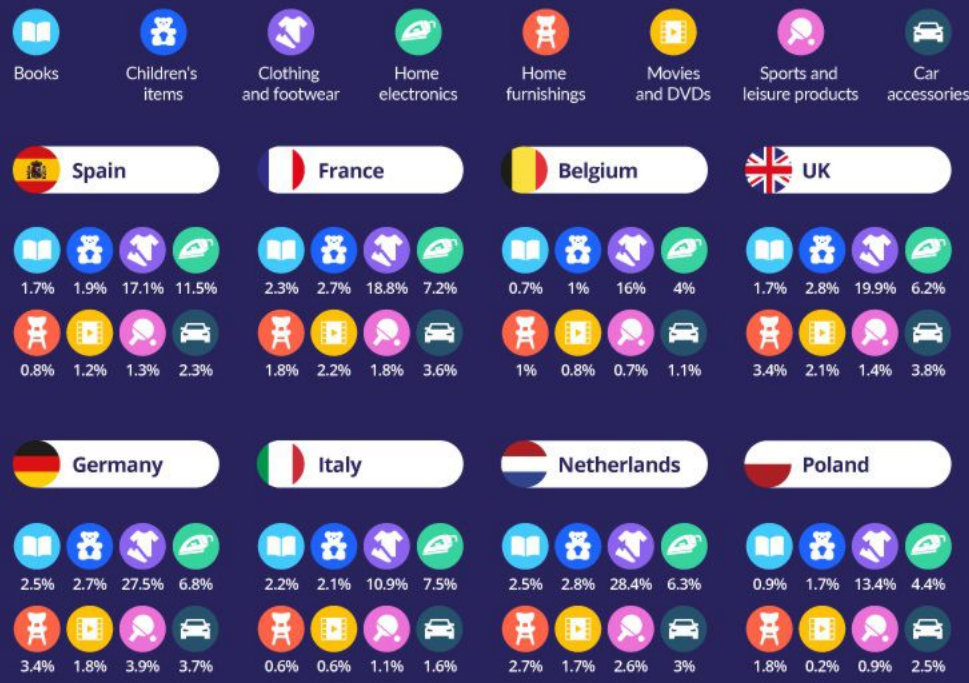 Books Children's Clothing Home Home Movies Sports and Car
items and footwear electronics furnishings and DVDs leisure products accessories
Spain France Belgium UK
1.7% 1.9% 17.1% 11.5% 2.3% 2.7% 18.8% 7.2% 0.7% 1% 16% 4% 1.7% 2.8% 19.9% 6.2%
0.8% 1.2% 1.3% 2.3% 1.8% 2.2% 1.8% 3.6% 1% 0.8% 0.7% 1.1% 3.4% 2.1% 1.4% 3.8%
Germany Italy Netherlands Poland
2.5% 2.7% 27.5% 6.8% 2.2% 2.1% 10.9% 7.5% 2.5% 2.8% 28.4% 6.3% 0.9% 1.7% 13.4% 4.4%
3.4% 1.8% 3.9% 3.7% 0.6% 0.6% 1.1% 1.6% 2.7% 1.7% 2.6% 3% 1.8% 0.2% 0.9% 2.5%